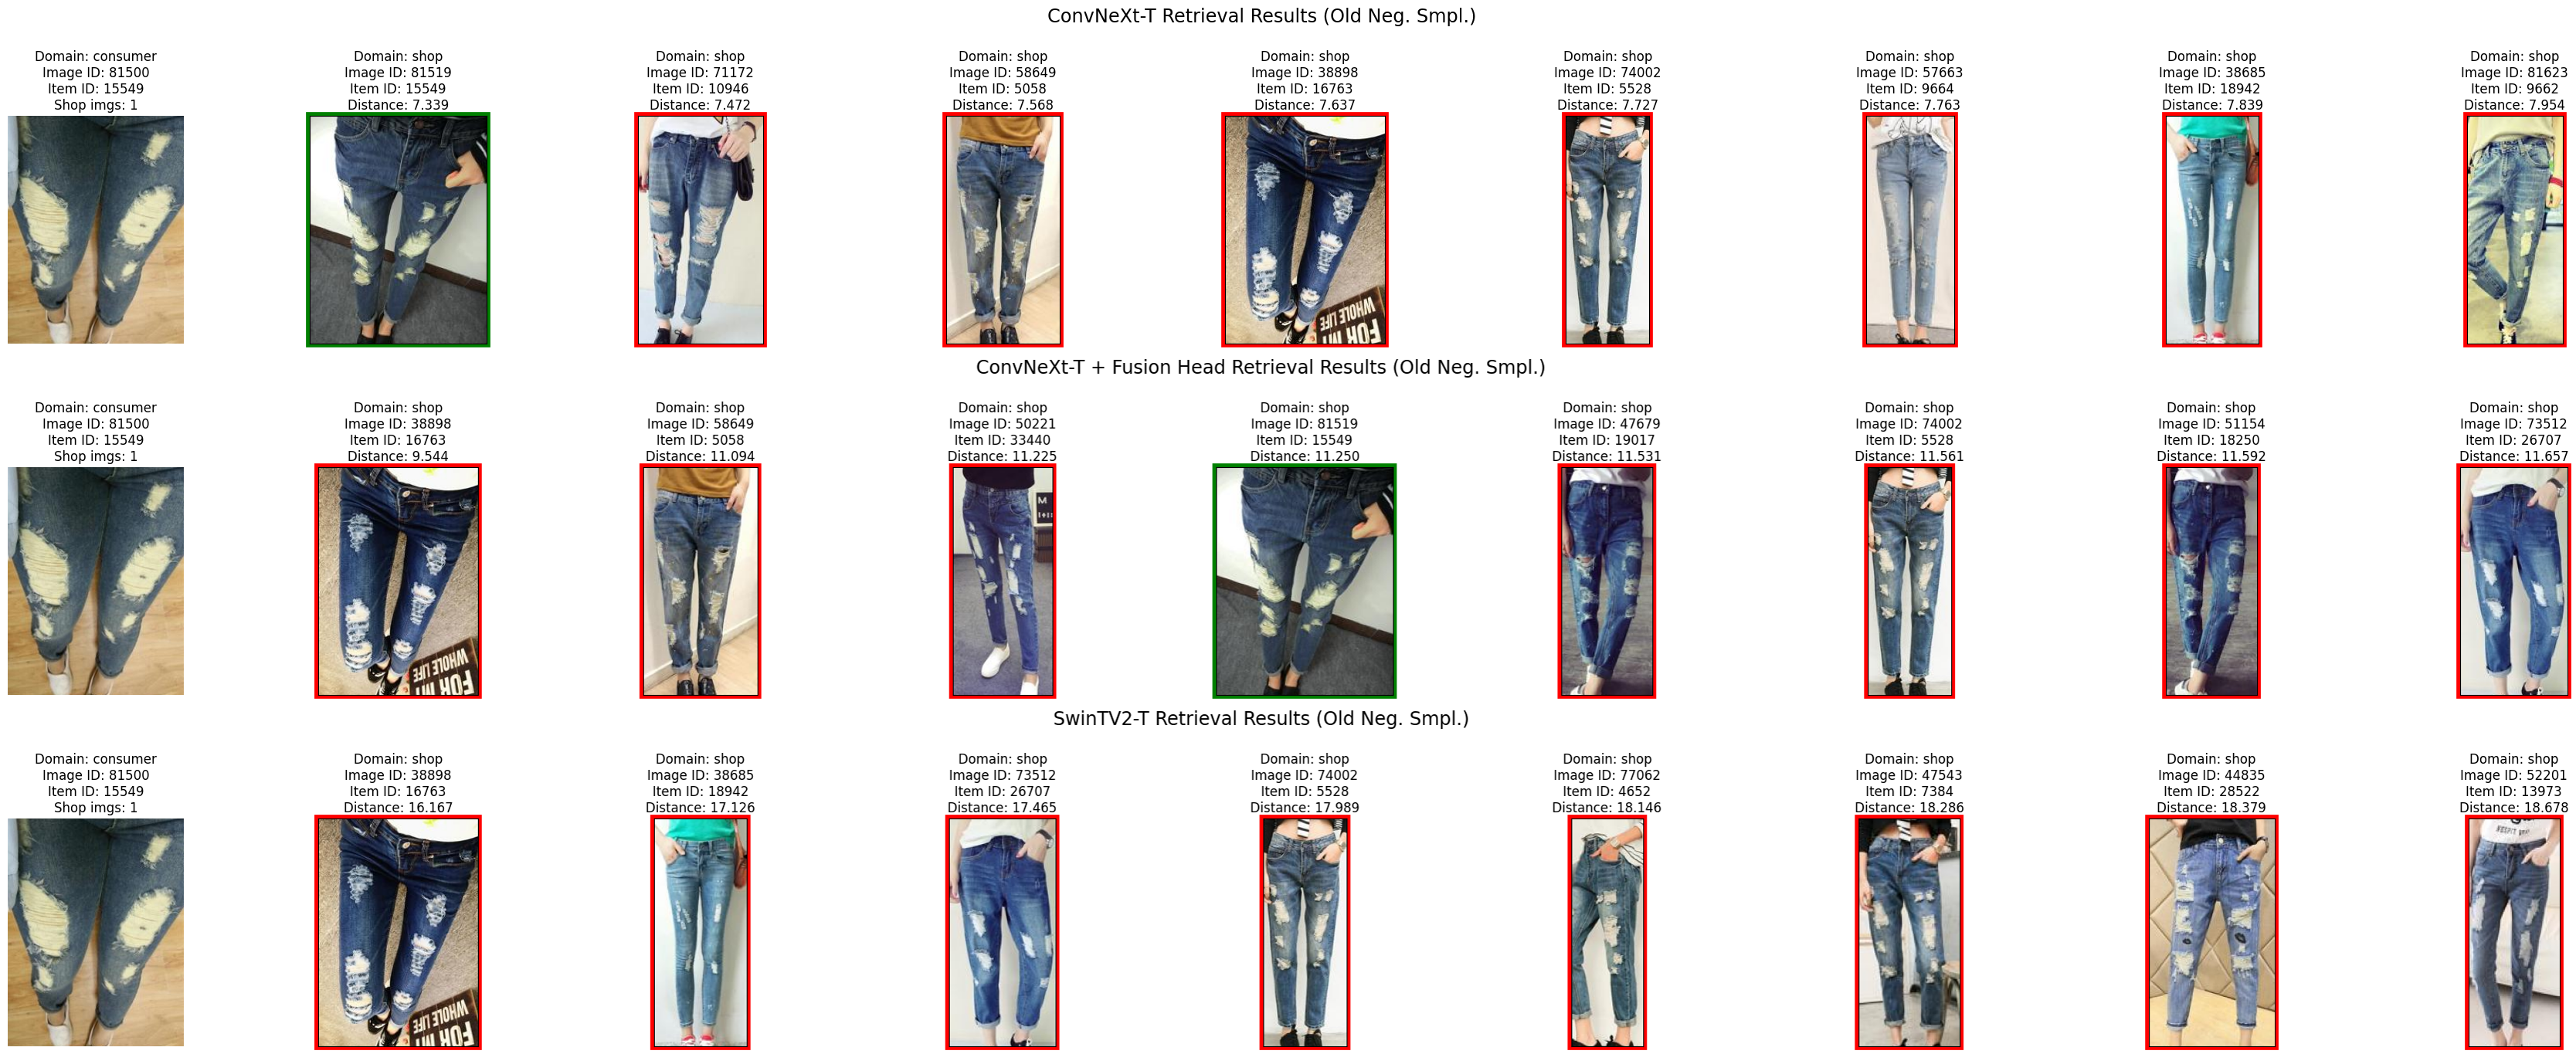 ConvNeXt-T Retrieval Results (Old Neg. Smpl.)
Domain: consumer
Image ID: 81500
Item ID: 15549
Shop imgs: 1
Domain: shop
Image ID: 81519
Item ID: 15549
Distance: 7.339
Domain: shop
Image ID: 71172
Item ID: 10946
Distance: 7.472
Domain: shop
Image ID: 58649
Item ID: 5058
Distance: 7.568
Domain: shop
Image ID: 38898
Item ID: 16763
Distance: 7.637
Domain: shop
Image ID: 74002
Item ID: 5528
Distance: 7.727
Domain: shop
Image ID: 57663
Item ID: 9664
Distance: 7.763
Domain: shop
Image ID: 38685
Item ID: 18942
Distance: 7.839
Domain: shop
Image ID: 81623
Item ID: 9662
Distance: 7.954
WHOLE LIFE
FOR MY
ConvNeXt-T + Fusion Head Retrieval Results (Old Neg. Smpl.)
Domain: consumer
Image ID: 81500
Item ID: 15549
Shop imgs: 1
Domain: shop
Image ID: 38898
Item ID: 16763
Distance: 9.544
Domain: shop
Image ID: 58649
Item ID: 5058
Distance: 11.094
Domain: shop
Image ID: 50221
Item ID: 33440
Distance: 11.225
Domain: shop
Image ID: 81519
Item ID: 15549
Distance: 11.250
Domain: shop
Image ID: 47679
Item ID: 19017
Distance: 11.531
Domain: shop
Image ID: 74002
Item ID: 5528
Distance: 11.561
Domain: shop
Image ID: 51154
Item ID: 18250
Distance: 11.592
Domain: shop
Image ID: 73512
Item ID: 26707
Distance: 11.657
WHOLE LIFE
FOR MY
SwinTV2-T Retrieval Results (Old Neg. Smpl.)
Domain: consumer
Image ID: 81500
Item ID: 15549
Shop imgs: 1
Domain: shop
Image ID: 38898
Item ID: 16763
Distance: 16.167
Domain: shop
Image ID: 38685
Item ID: 18942
Distance: 17.126
Domain: shop
Image ID: 73512
Item ID: 26707
Distance: 17.465
Domain: shop
Image ID: 74002
Item ID: 5528
Distance: 17.989
Domain: shop
Image ID: 77062
Item ID: 4652
Distance: 18.146
Domain: shop
Image ID: 47543
Item ID: 7384
Distance: 18.286
Domain: shop
Image ID: 44835
Item ID: 28522
Distance: 18.379
Domain: shop
Image ID: 52201
Item ID: 13973
Distance: 18.678
WHOLE LIFE
FOR MY